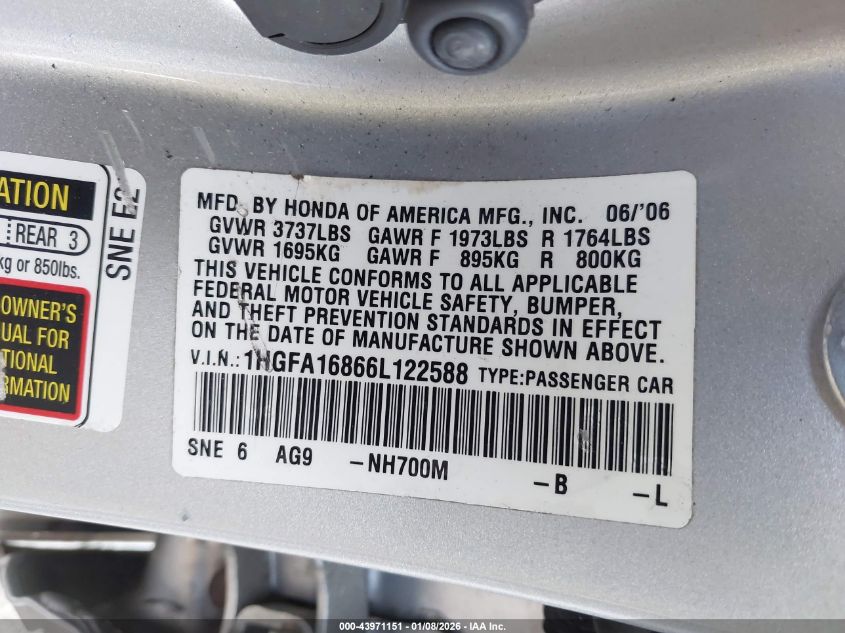 ATION
REAR 3
kg or 850lbs.
OWNER'S
UAL FOR
TIONAL
RMATION
SNE E2
MFD. BY HONDA OF AMERICA MFG., INC. 06/'06
GVWR 3737LBS GAWR F 1973LBS R 1764LBS
GVWR 1695KG GAWR F 895KG R 800KG
THIS VEHICLE CONFORMS TO ALL APPLICABLE
FEDERAL MOTOR VEHICLE SAFETY, BUMPER,
AND THEFT PREVENTION STANDARDS IN EFFECT
ON THE DATE OF MANUFACTURE SHOWN ABOVE.
V.I.N.: 1HGFA16866L122588 TYPE:PASSENGER CAR
SNE 6 AG9 -NH700M -B -L
000-43971151 - 01/08/2026 - IAA Inc.